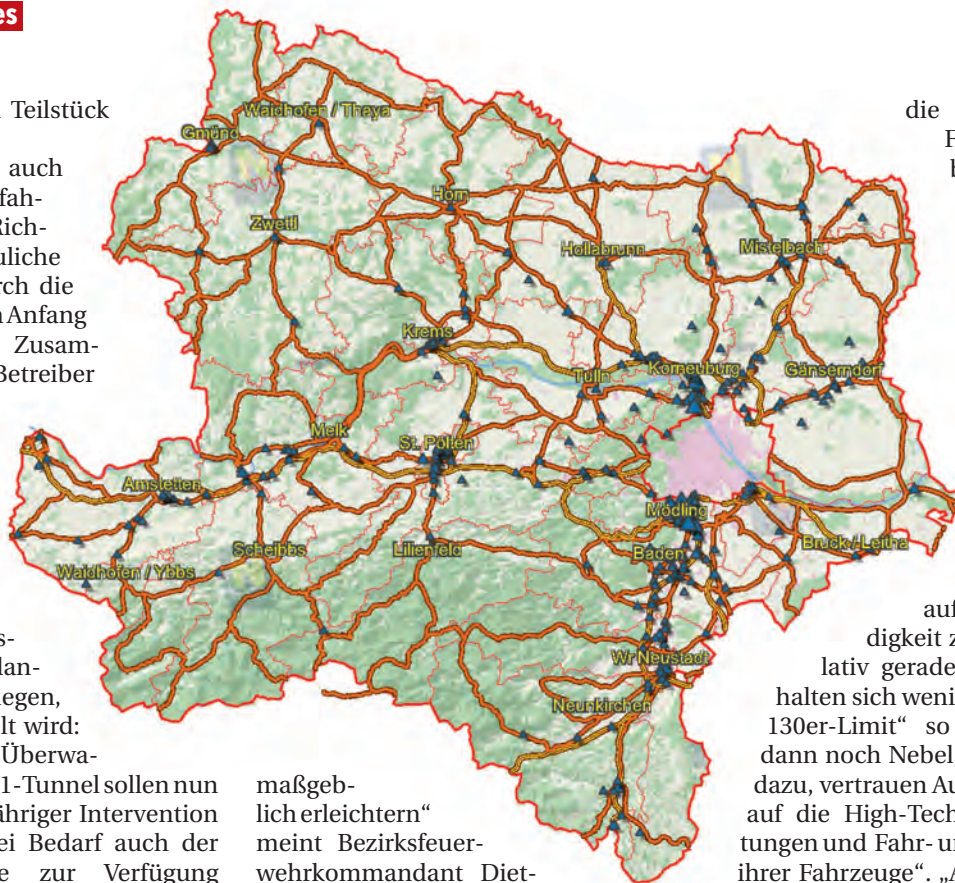 es
Teilstück
auch
fah-
Rich-
uliche
rch die
Anfang
Zusam-
Betreiber
s-
lan-
egen,
lt wird:
Überwa-
1-Tunnel sollen nun
ähriger Intervention
ei Bedarf auch der
e zur Verfügung
Waidhofen / Thaya
Gmünd
Horn
Zwettl
Hollabrunn
Mistelbach
Krems
Korneuburg
Tulln
Gänserndorf
Melk
St. Pölten
Amstetten
Mödling
Bruck / Leitha
Baden
Scheibbs
Lilienfeld
Waidhofen / Ybbs
Wr Neustadt
Neunkirchen
maßgeb-
lich erleichtern“
meint Bezirksfeuer-
wehrkommandant Diet-
die
F
b
auf
digkeit z
lativ gerade
halten sich weni
130er-Limit“ so
dann noch Nebel,
dazu, vertrauen Au
auf die High-Tech
tungen und Fahr- un
ihrer Fahrzeuge“. „A